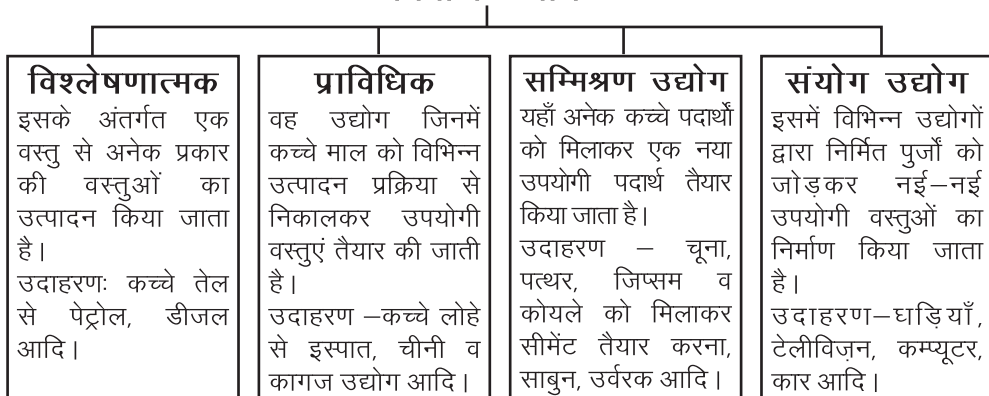 विश्लेषणात्मक
इसके अंतर्गत एक
वस्तु से अनेक प्रकार
की वस्तुओं का
उत्पादन किया जाता
है।
उदाहरणः कच्चे तेल
से पेट्रोल, डीजल
आदि।
प्राविधिक
वह उद्योग जिनमें
कच्चे माल को विभिन्न
उत्पादन प्रक्रिया से
निकालकर उपयोगी
वस्तुएं तैयार की जाती
है।
उदाहरण –कच्चे लोहे
से इस्पात, चीनी व
कागज उद्योग आदि।
सम्मिश्रण उद्योग
यहाँ अनेक कच्चे पदार्थों
को मिलाकर एक नया
उपयोगी पदार्थ तैयार
किया जाता है।
उदाहरण – चूना,
पत्थर, जिप्सम व
कोयले को मिलाकर
सीमेंट तैयार करना,
साबुन, उर्वरक आदि।
संयोग उद्योग
इसमें विभिन्न उद्योगों
द्वारा निर्मित पुर्जों को
जोड़कर नई–नई
उपयोगी वस्तुओं का
निर्माण किया जाता
है।
उदाहरण–घड़ियाँ,
टेलीविज़न, कम्प्यूटर,
कार आदि।